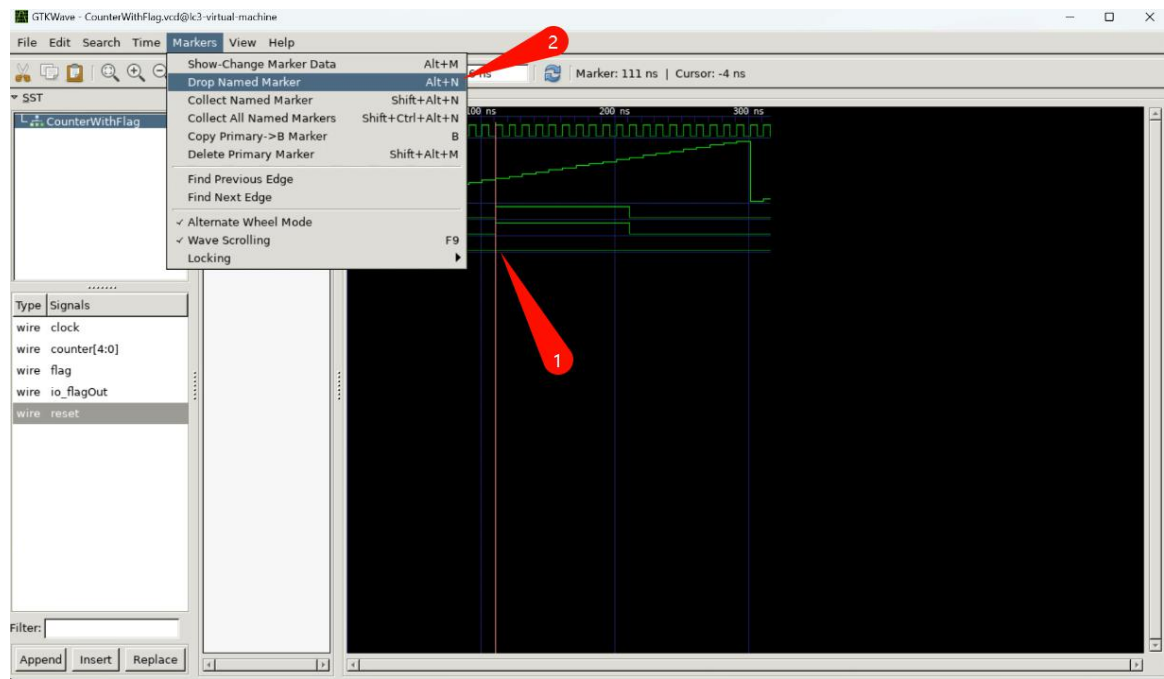 GTKWave - CounterWithFlag.vcd@lc3-virtual-machine
File Edit Search Time Markers View Help
2
Show-Change Marker Data Alt+M
Drop Named Marker Alt+N
Collect Named Marker Shift+Alt+N
Collect All Named Markers Shift+Ctrl+Alt+N
Copy Primary->B Marker B
Delete Primary Marker Shift+Alt+M
Find Previous Edge
Find Next Edge
✓ Alternate Wheel Mode
✓ Wave Scrolling F9
Locking
ns
Marker: 111 ns | Cursor: -4 ns
SST
CounterWithFlag
100 ns 200 ns 300 ns
1
Type Signals
wire clock
wire counter[4:0]
wire flag
wire io_flagOut
wire reset
Filter:
Append Insert Replace